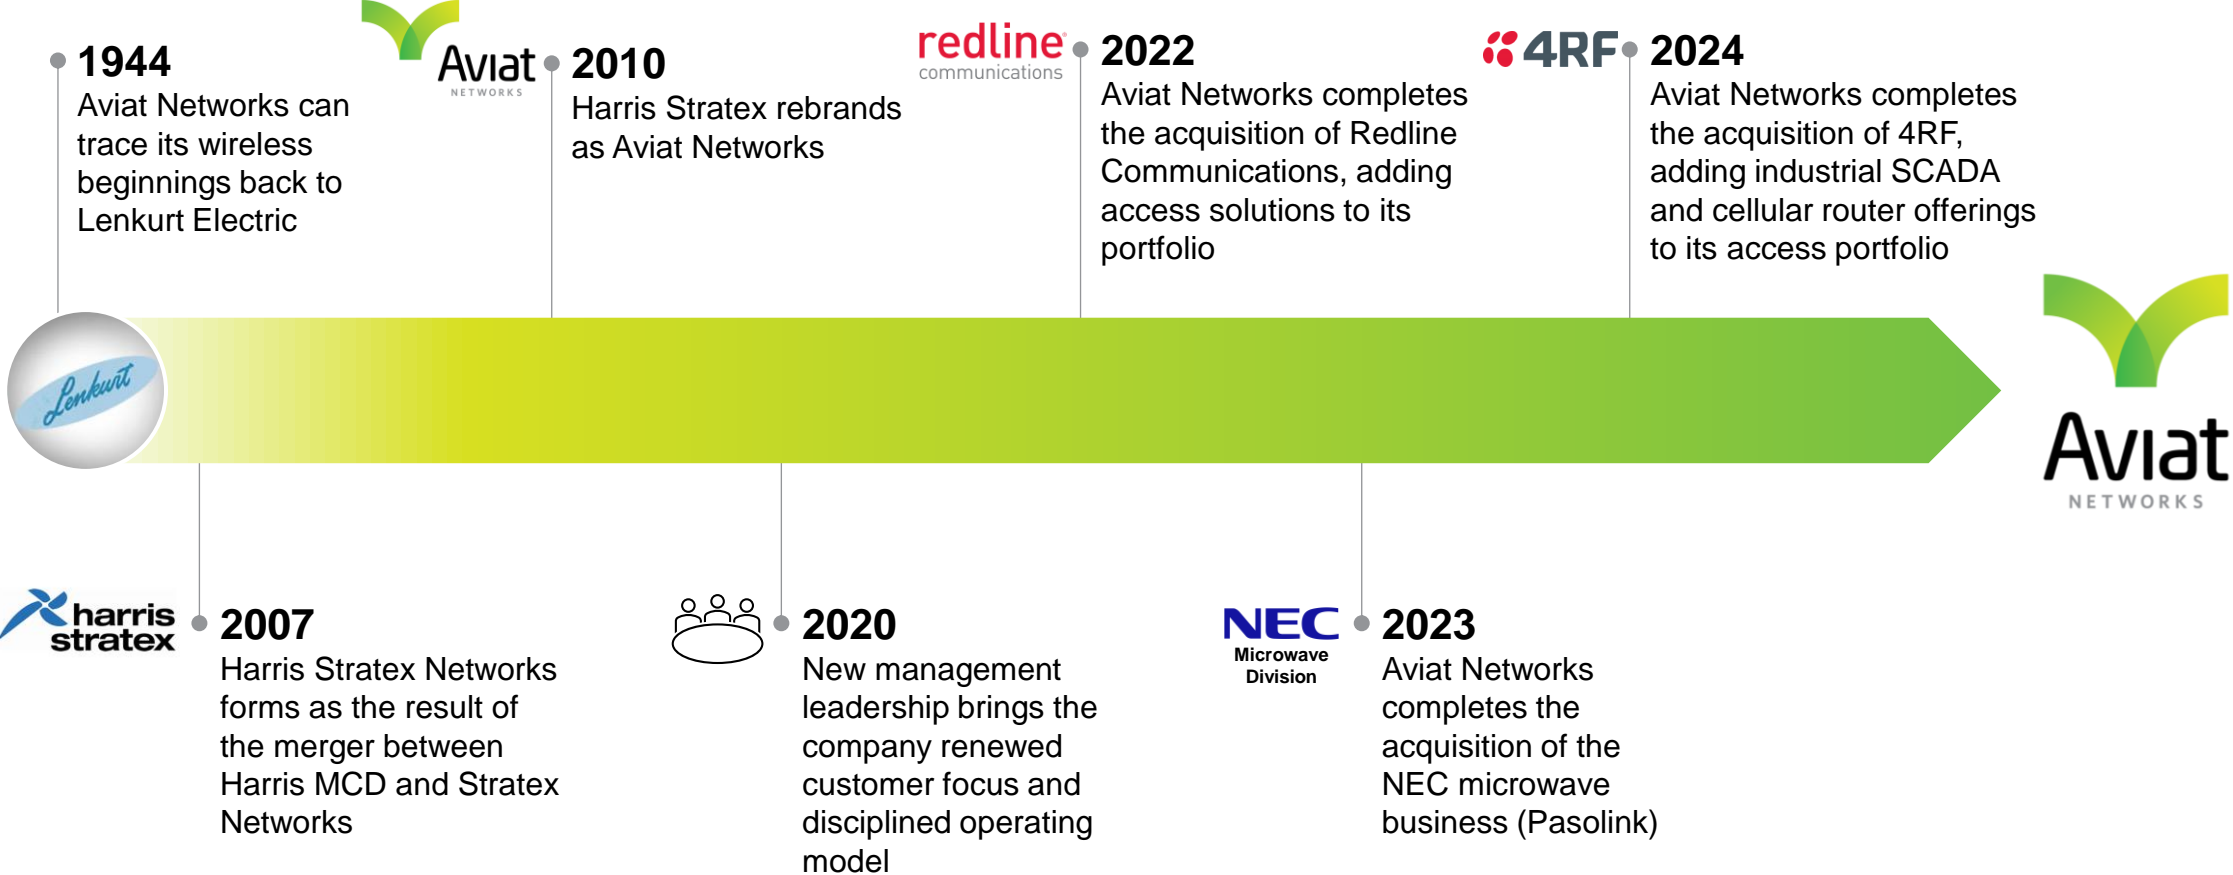 1944
Aviat Networks can
trace its wireless
beginnings back to
Lenkurt Electric
Aviat
NETWORKS
2010
Harris Stratex rebrands
as Aviat Networks
redline
communications
2022
Aviat Networks completes
the acquisition of Redline
Communications, adding
access solutions to its
portfolio
4RF
2024
Aviat Networks completes
the acquisition of 4RF,
adding industrial SCADA
and cellular router offerings
to its access portfolio
Lenkurt
Aviat
NETWORKS
harris
stratex
2007
Harris Stratex Networks
forms as the result of
the merger between
Harris MCD and Stratex
Networks
2020
New management
leadership brings the
company renewed
customer focus and
disciplined operating
model
NEC
Microwave
Division
2023
Aviat Networks
completes the
acquisition of the
NEC microwave
business (Pasolink)